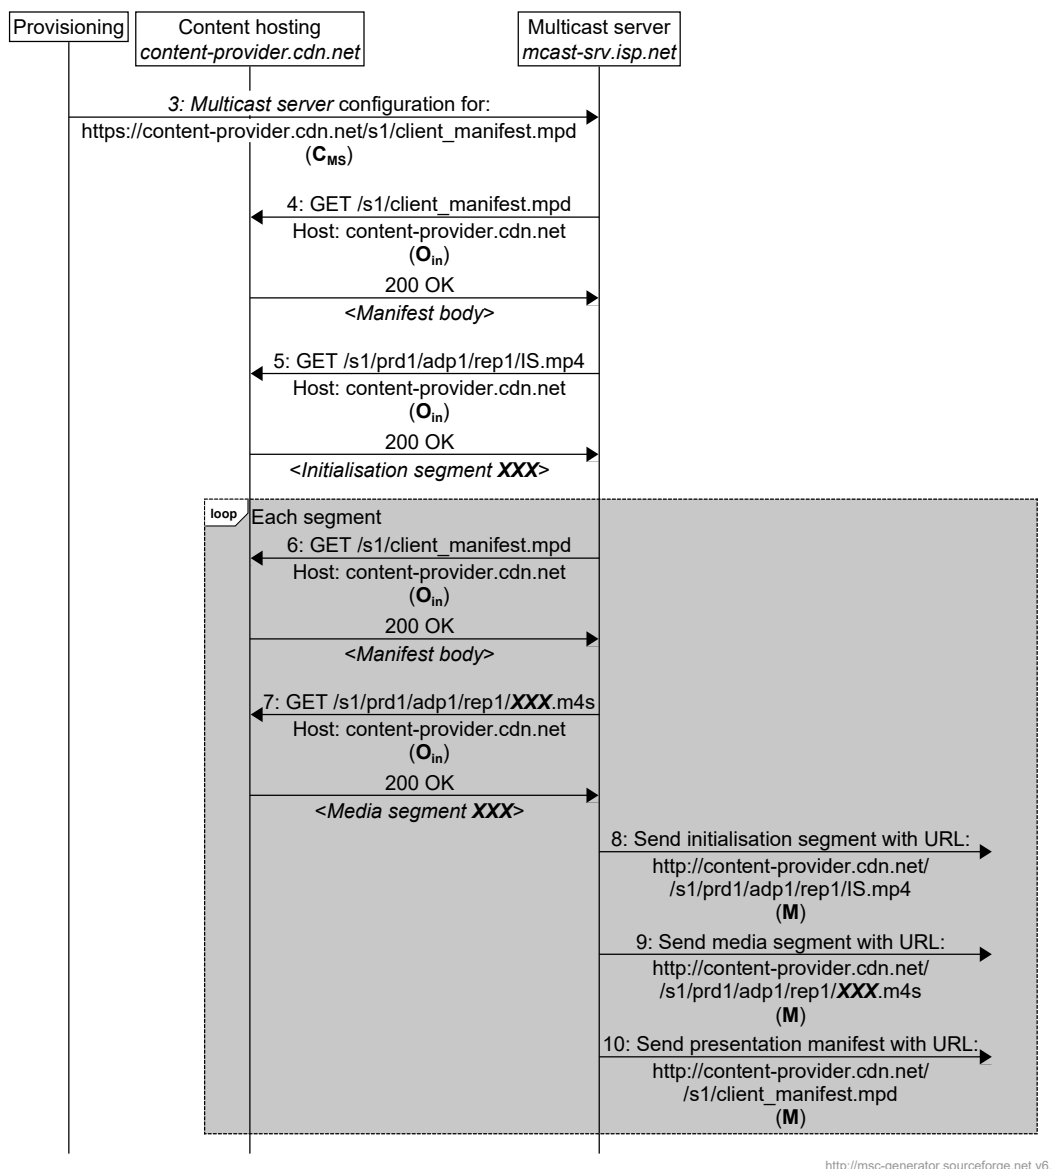 Provisioning
Content hosting
content-provider.cdn.net
Multicast server
mcast-srv.isp.net
3: Multicast server configuration for:
https://content-provider.cdn.net/s1/client_manifest.mpd
(CMS)
4: GET /s1/client_manifest.mpd
Host: content-provider.cdn.net
(Oin)
200 OK
<Manifest body>
5: GET /s1/prd1/adp1/rep1/IS.mp4
Host: content-provider.cdn.net
(Oin)
200 OK
<Initialisation segment XXX>
loop
Each segment
6: GET /s1/client_manifest.mpd
Host: content-provider.cdn.net
(Oin)
200 OK
<Manifest body>
7: GET /s1/prd1/adp1/rep1/XXX.m4s
Host: content-provider.cdn.net
(Oin)
200 OK
<Media segment XXX>
8: Send initialisation segment with URL:
http://content-provider.cdn.net/
/s1/prd1/adp1/rep1/IS.mp4
(M)
9: Send media segment with URL:
http://content-provider.cdn.net/
/s1/prd1/adp1/rep1/XXX.m4s
(M)
10: Send presentation manifest with URL:
http://content-provider.cdn.net/
/s1/client_manifest.mpd
(M)
http://msc-generator.sourceforge.net v6.